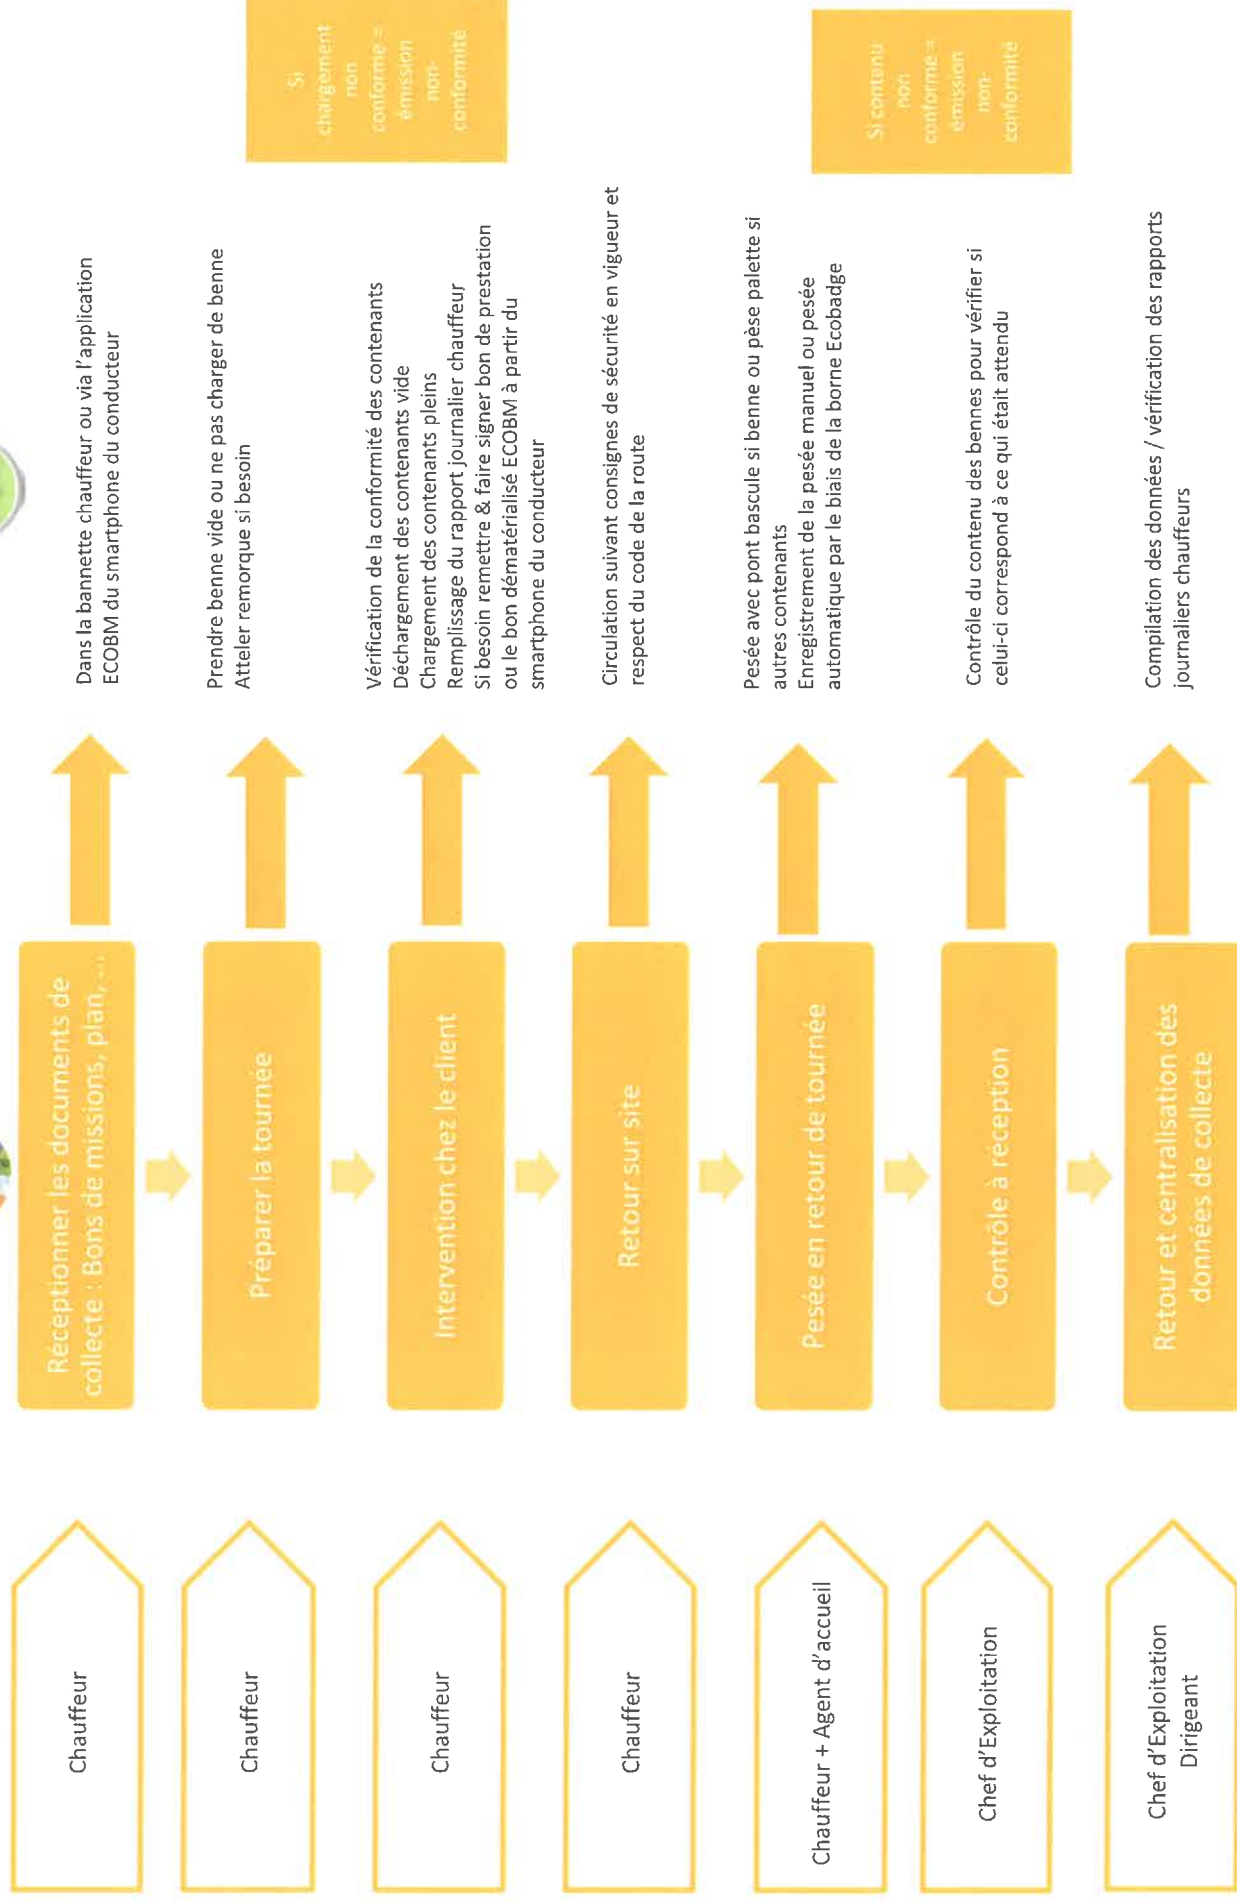 Chauffeur
Réceptionner les documents de
collecte : Bons de missions, plan, ...
Dans la bannette chauffeur ou via l'application
ECOBM du smartphone du conducteur
Chauffeur
Préparer la tournée
Prendre benne vide ou ne pas charger de benne
Atteler remorque si besoin
Chauffeur
Intervention chez le client
Vérification de la conformité des contenants
Déchargement des contenants vide
Chargement des contenants pleins
Remplissage du rapport journalier chauffeur
Si besoin remettre & faire signer bon de prestation
ou le bon dématérialisé ECOBM à partir du
smartphone du conducteur
Si
chargement
non
conforme =
émission
non-
conformité
Chauffeur
Retour sur site
Circulation suivant consignes de sécurité en vigueur et
respect du code de la route
Chauffeur + Agent d'accueil
Pesée en retour de tournée
Pesée avec pont bascule si benne ou pèse palette si
autres contenants
Enregistrement de la pesée manuel ou pesée
automatique par le biais de la borne Ecobadge
Chef d'Exploitation
Contrôle à réception
Contrôle du contenu des bennes pour vérifier si
celui-ci correspond à ce qui était attendu
Si contenu
non
conforme =
émission
non-
conformité
Chef d'Exploitation
Dirigeant
Retour et centralisation des
données de collecte
Compilation des données / vérification des rapports
journaliers chauffeurs